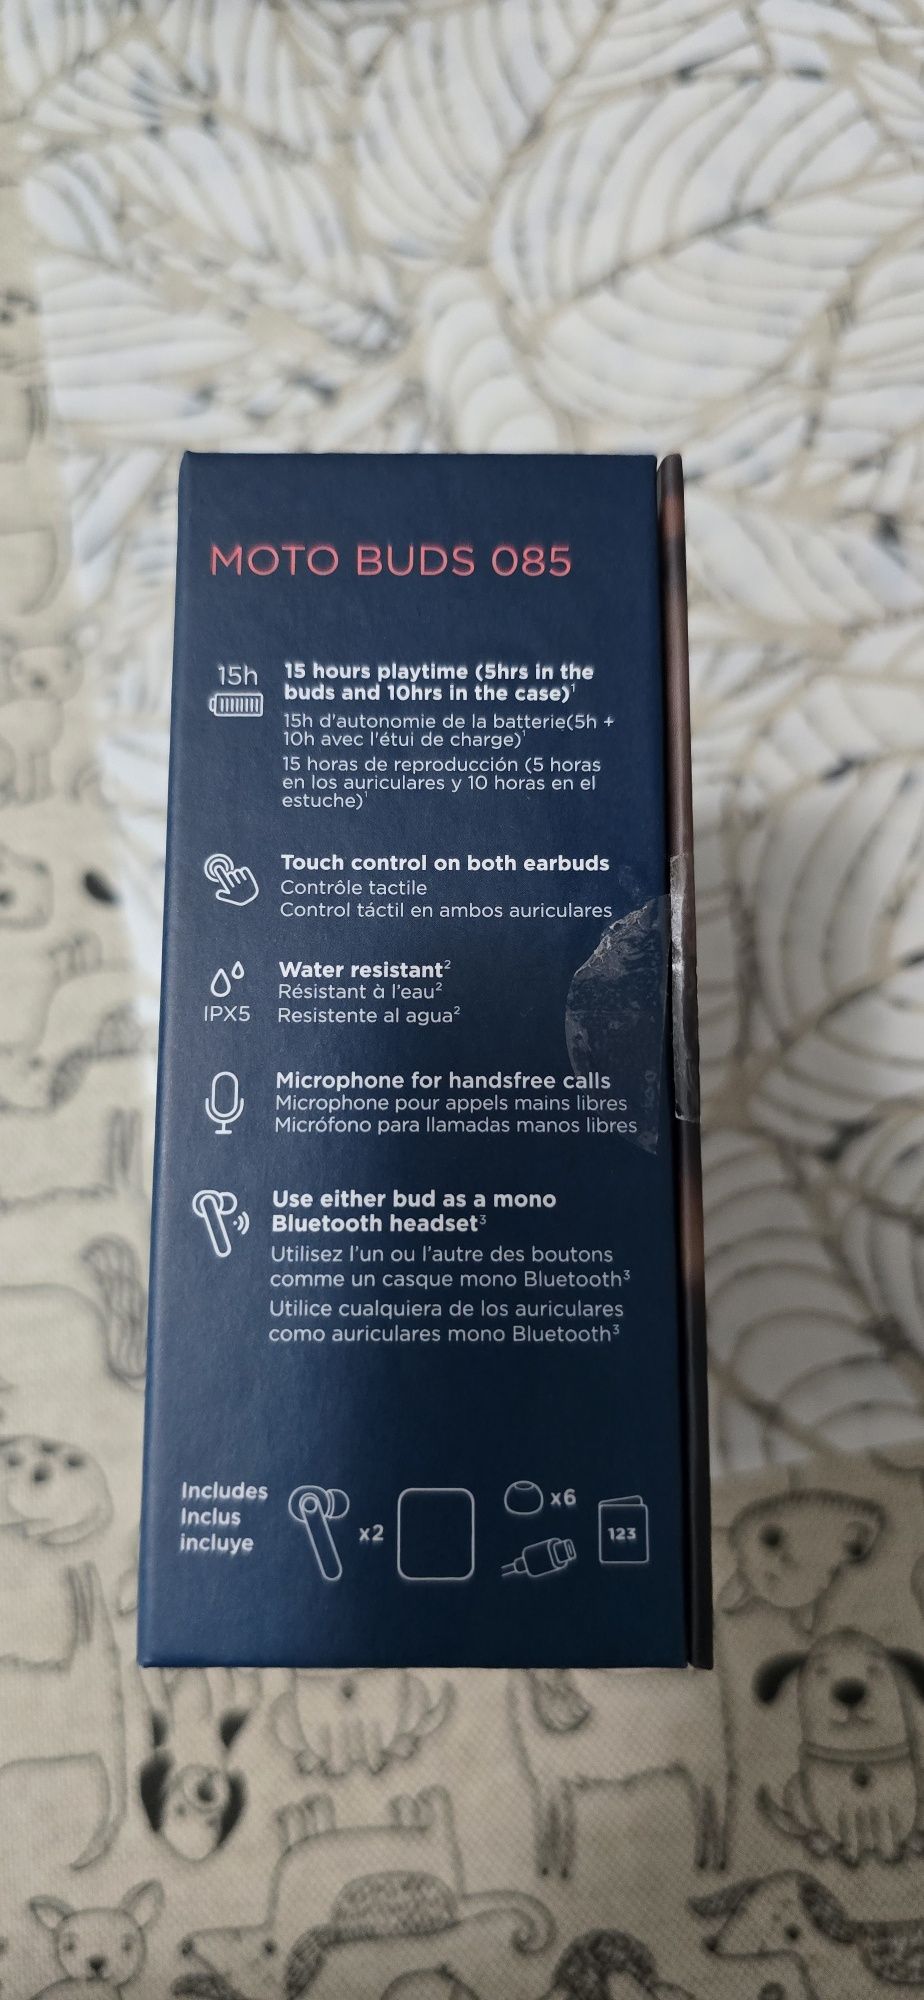 MOTO BUDS 085
15h
15 hours playtime (5hrs in the
buds and 10hrs in the case)¹
15h d'autonomie de la batterie(5h +
10h avec l'étui de charge)¹
15 horas de reproducción (5 horas
en los auriculares y 10 horas en el
estuche)¹
Touch control on both earbuds
Contrôle tactile
Control táctil en ambos auriculares
IPX5
Water resistant²
Résistant à l'eau²
Resistente al agua²
Microphone for handsfree calls
Microphone pour appels mains libres
Micrófono para llamadas manos libres
Use either bud as a mono
Bluetooth headset³
Utilisez l'un ou l'autre des boutons
comme un casque mono Bluetooth³
Utilice cualquiera de los auriculares
como auriculares mono Bluetooth³
Includes
Inclus
incluye
x2
x6
123